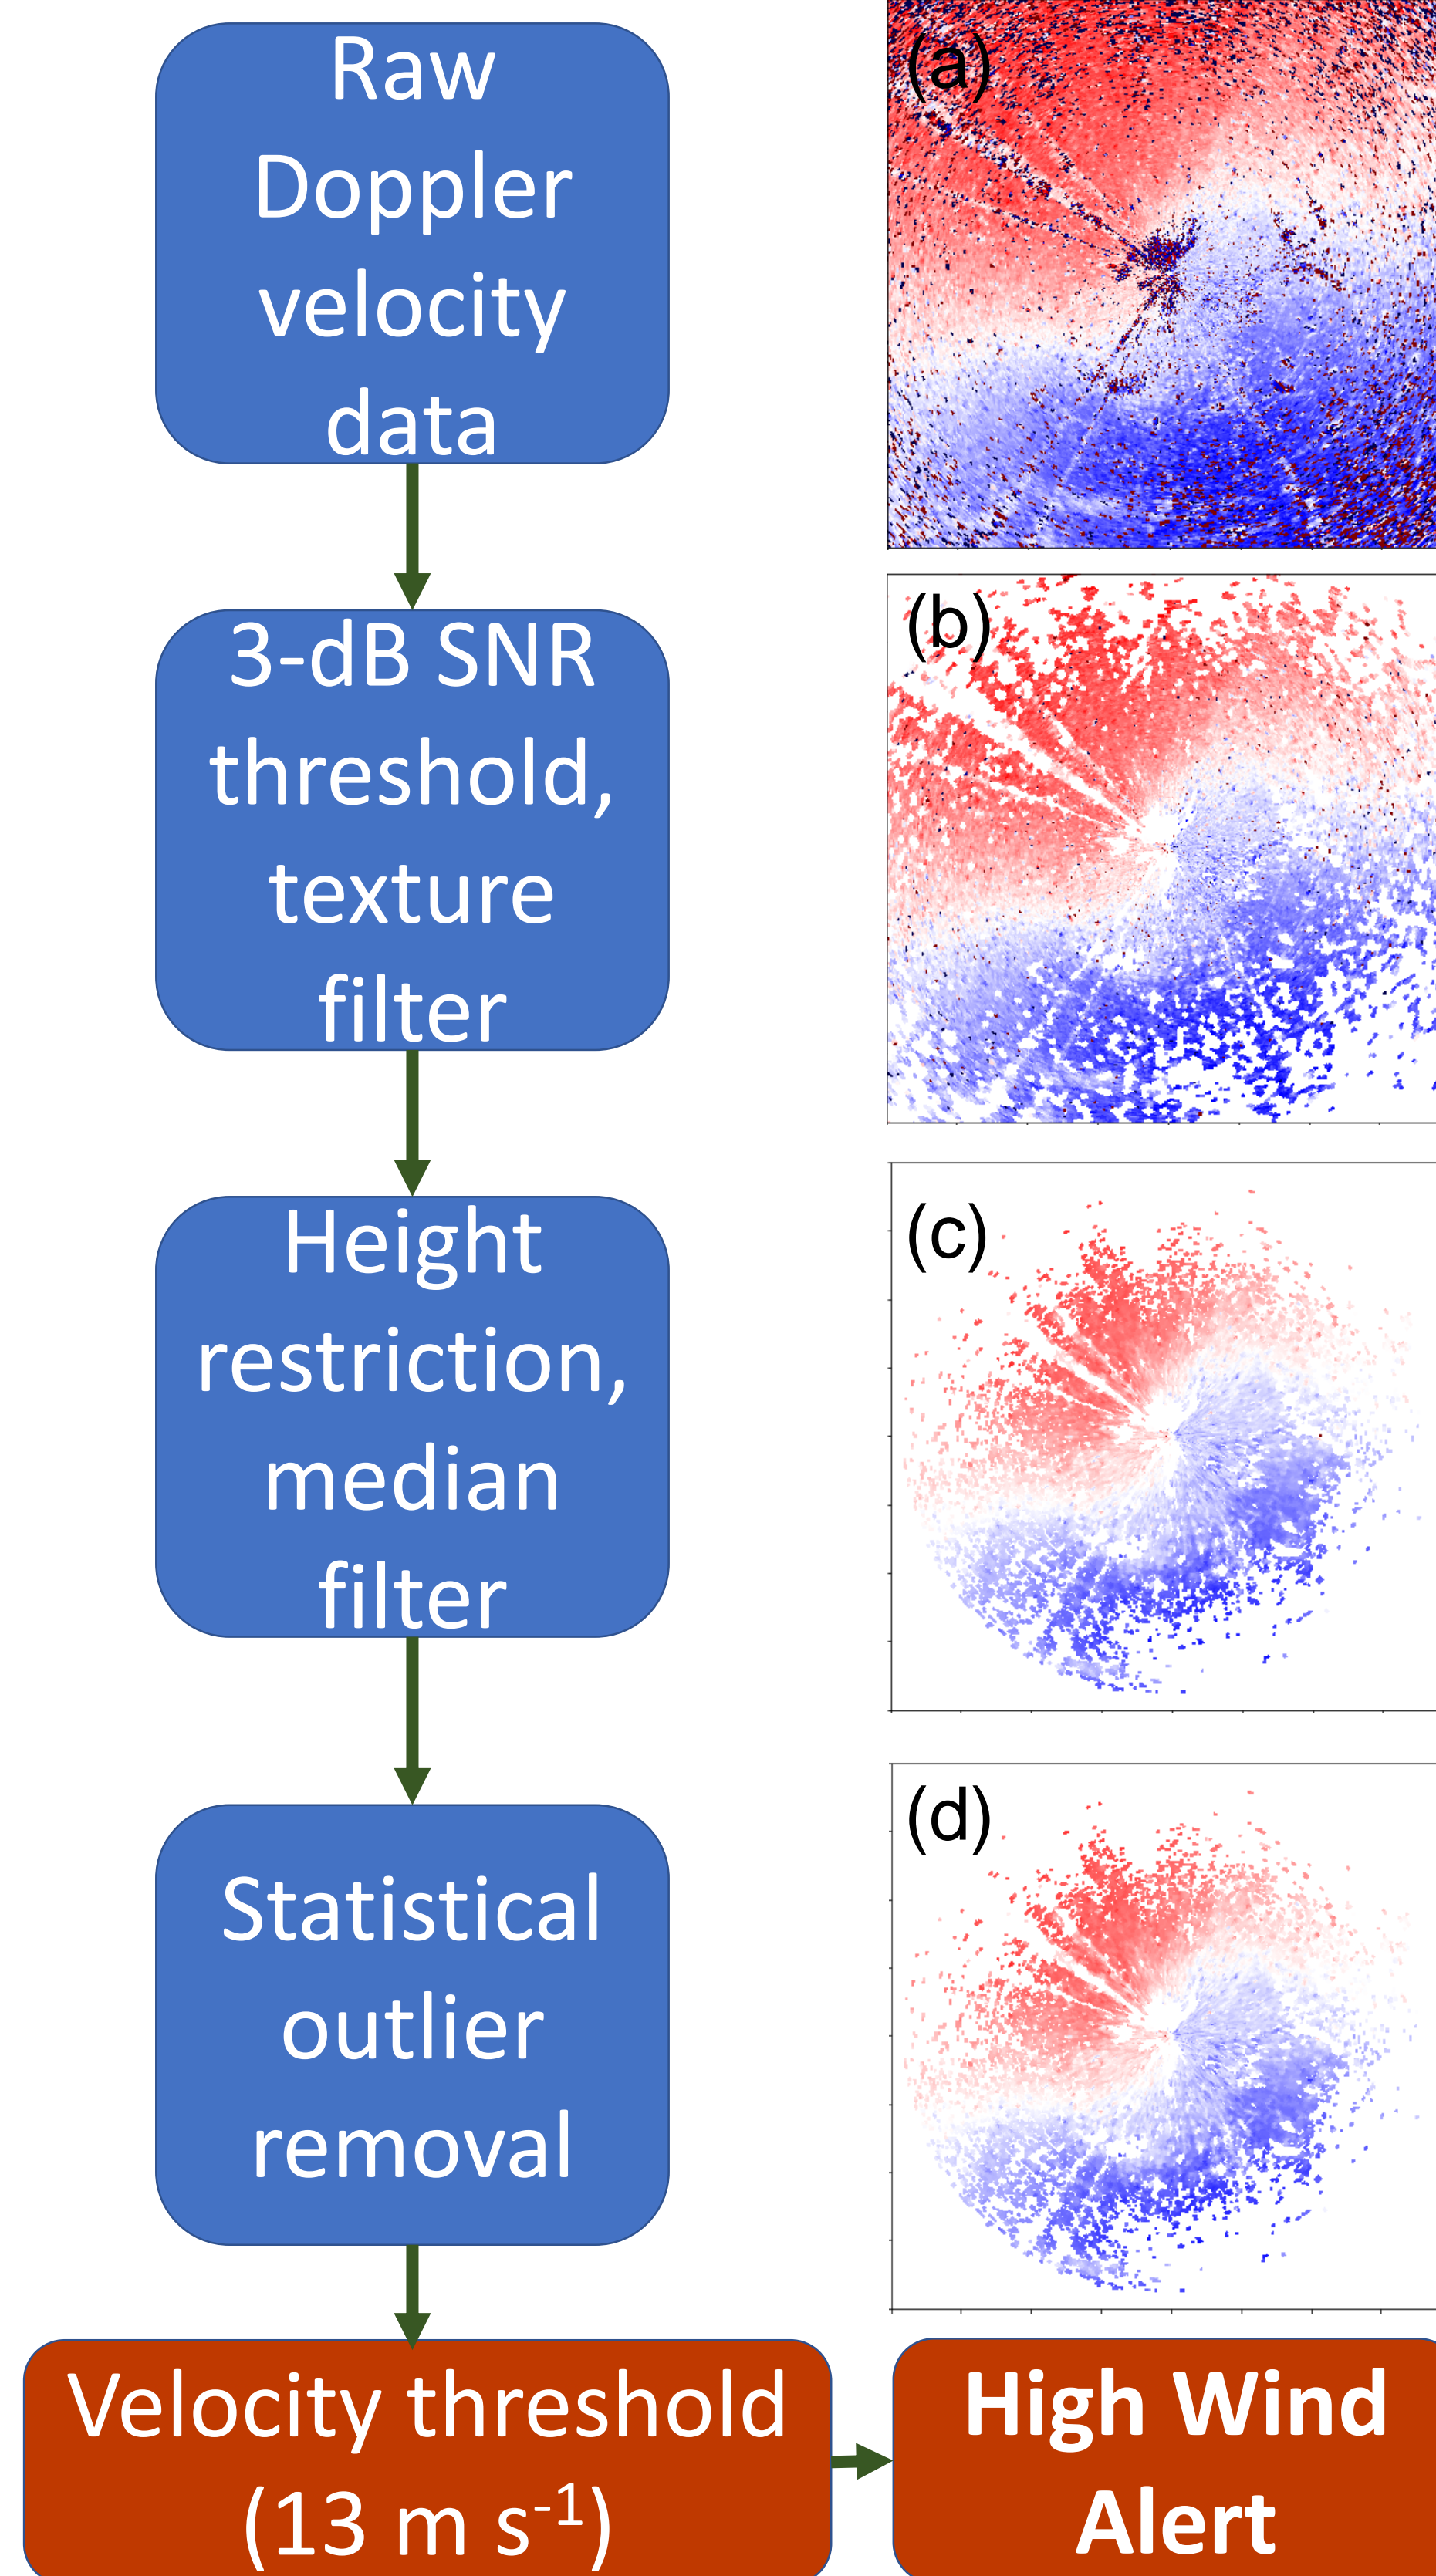 Raw
Doppler
velocity
data
(a)
3-dB SNR
threshold,
texture
filter
(b)
Height
restriction,
median
filter
(c)
Statistical
outlier
removal
(d)
Velocity threshold
(13 m s⁻¹)
High Wind
Alert